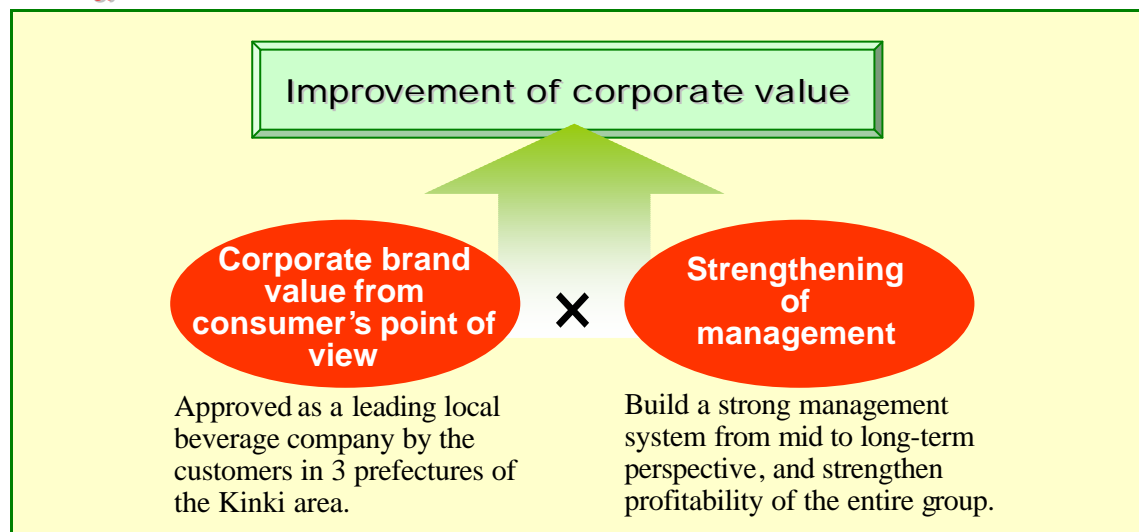 Improvement of corporate value
Corporate brand
value from
consumer’s point of
view
×
Strengthening
of
management
Approved as a leading local
beverage company by the
customers in 3 prefectures of
the Kinki area.
Build a strong management
system from mid to long-term
perspective, and strengthen
profitability of the entire group.